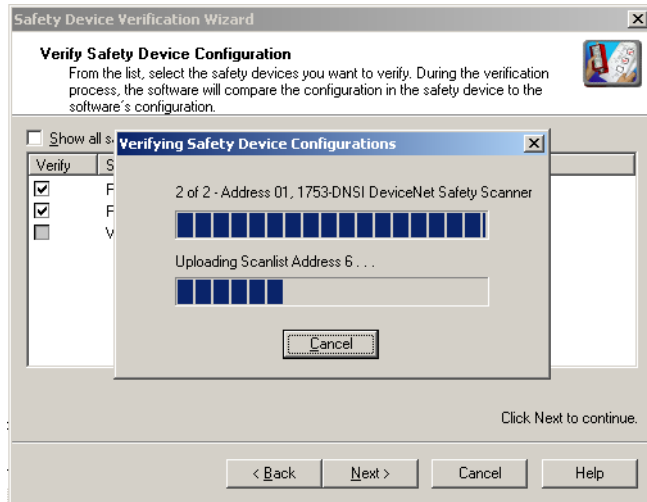 Safety Device Verification Wizard
Verify Safety Device Configuration
From the list, select the safety devices you want to verify. During the verification
process, the software will compare the configuration in the safety device to the
software´s configuration.
Show all s
Verifying Safety Device Configurations
Verify S
F
F
V
2 of 2 - Address 01, 1753-DNSI DeviceNet Safety Scanner
Uploading Scanlist Address 6 . . .
Cancel
Click Next to continue.
< Back Next > Cancel Help